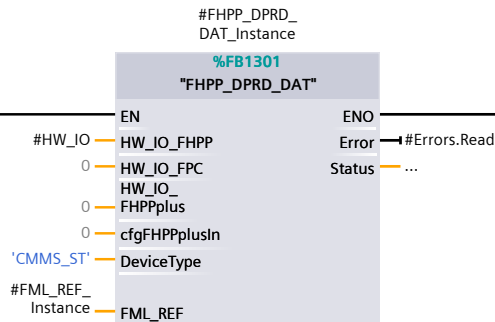 #FHPP_DPRD_
DAT_Instance
%FB1301
"FHPP_DPRD_DAT"
EN ENO
#HW_IO HW_IO_FHPP Error #Errors.Read
0 HW_IO_FPC Status ...
HW_IO_
0 FHPPplus
0 cfgFHPPplusIn
'CMMS_ST' DeviceType
#FML_REF_
Instance FML_REF